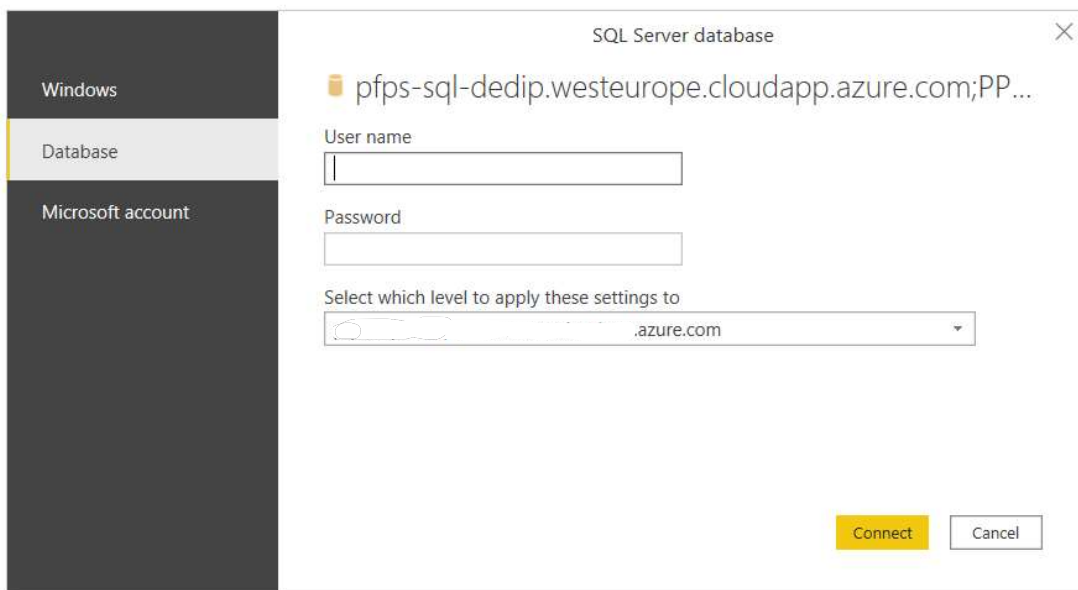 SQL Server database
Windows
Database
Microsoft account
pfps-sql-dedip.westeurope.cloudapp.azure.com;PP...
User name
Password
Select which level to apply these settings to
.azure.com
Connect
Cancel